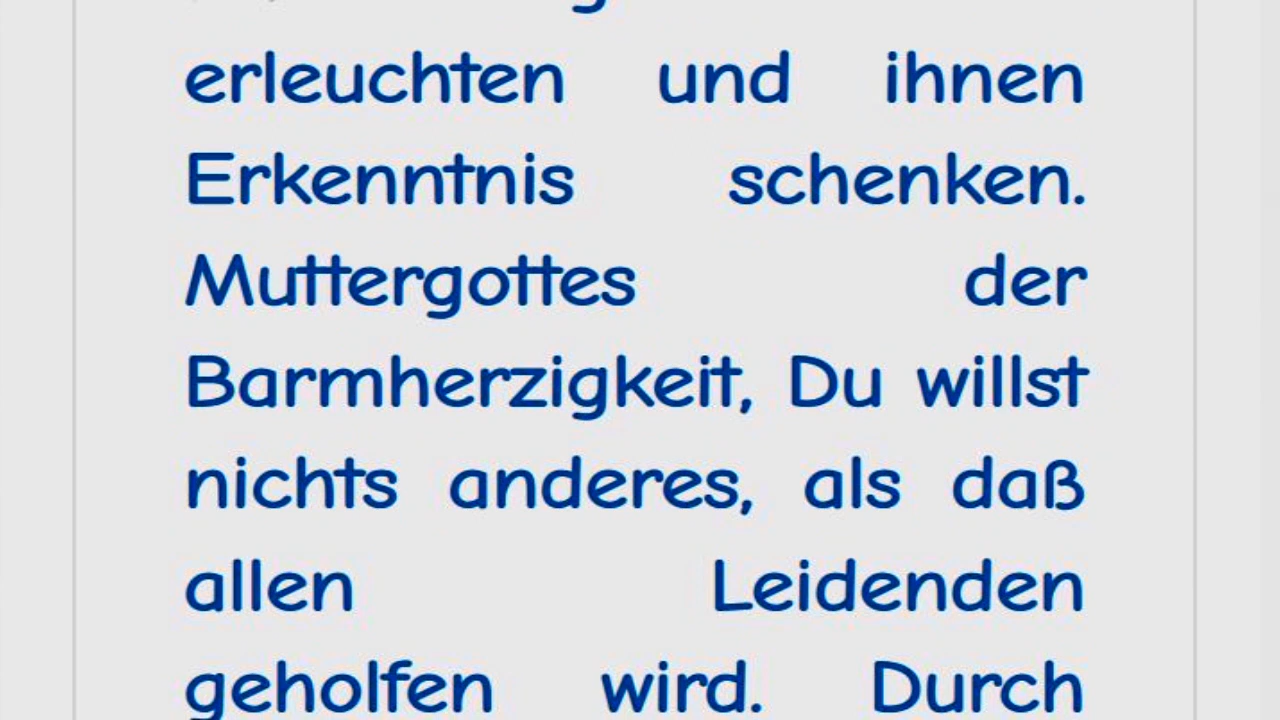 erleuchten und ihnen
Erkenntnis schenken.
Muttergottes der
Barmherzigkeit, Du willst
nichts anderes, als daß
allen Leidenden
geholfen wird. Durch